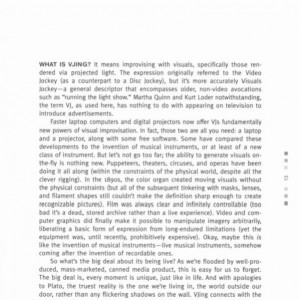 WHAT IS VJING? It means improvising with visuals, specifically those ren-
dered via projected light. The expression originally referred to the Video
Jockey (as a counterpart to a Disc Jockey), but it's more accurately Visuals
Jockey—a general descriptor that encompasses older, non-video avocations
such as "running the light show." Martha Quinn and Kurt Loder notwithstanding,
the term VJ, as used here, has nothing to do with appearing on television to
introduce advertisements.
Faster laptop computers and digital projectors now offer VJs fundamentally
new powers of visual improvisation. In fact, those two are all you need: a laptop
and a projector, along with some free software. Some have compared these
developments to the invention of musical instruments, or at least of a new
class of instrument. But let's not go too far; the ability to generate visuals on-
the-fly is nothing new. Puppeteers, theaters, circuses, and operas have been
doing it all along (within the constraints of the physical world, despite all the
clever rigging). In the 1890s, the color organ created moving visuals without
the physical constraints (but all of the subsequent tinkering with masks, lenses,
and filament shapes still couldn't make the definition sharp enough to create
recognizable pictures). Film was always clear and infinitely controllable (too
bad it's a dead, stored archive rather than a live experience). Video and com-
puter graphics did finally make it possible to manipulate imagery arbitrarily,
liberating a basic form of expression from long-endured limitations (yet the
equipment was, until recently, prohibitively expensive). Okay, maybe this is
like the invention of musical instruments—live musical instruments, somehow
coming after the invention of recordable ones.
So what's the big deal about its being live? As we're flooded by well-pro-
duced, mass-marketed, canned media product, this is easy for us to forget.
The big deal is, every moment is unique, just like in life. And with apologies
to Plato, the truest reality is the one we're living in, the world outside our
door, rather than any flickering shadows on the wall. VJing connects with the